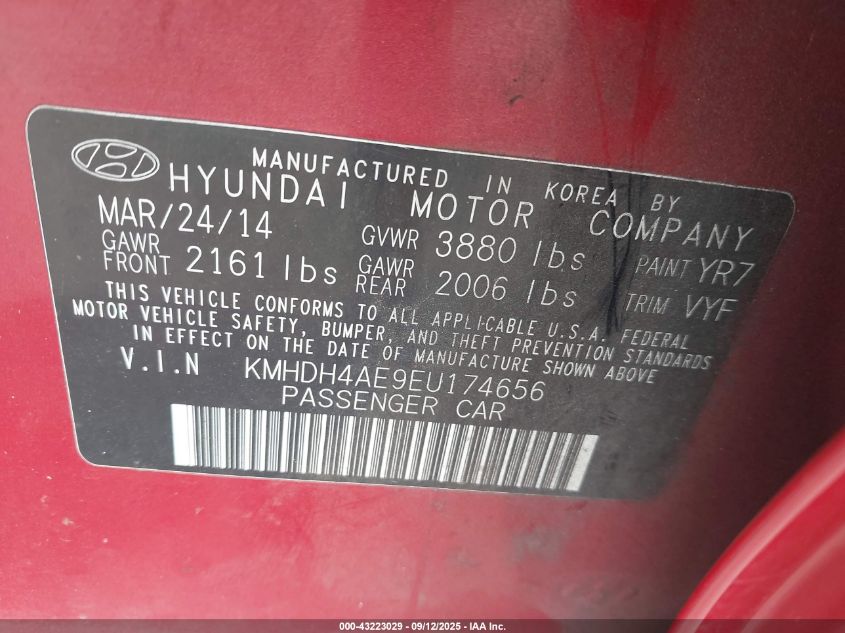 MANUFACTURED IN KOREA BY
HYUNDAI MOTOR COMPANY
MAR/24/14 GVWR 3880 lbs PAINT YR7
GAWR FRONT 2161 lbs GAWR REAR 2006 lbs TRIM VYF
THIS VEHICLE CONFORMS TO ALL APPLICABLE U.S.A. FEDERAL
MOTOR VEHICLE SAFETY, BUMPER, AND THEFT PREVENTION STANDARDS
IN EFFECT ON THE DATE OF MANUFACTURE SHOWN ABOVE
V.I.N KMHDH4AE9EU174656
PASSENGER CAR
000-43223029 - 09/12/2025 - IAA Inc.